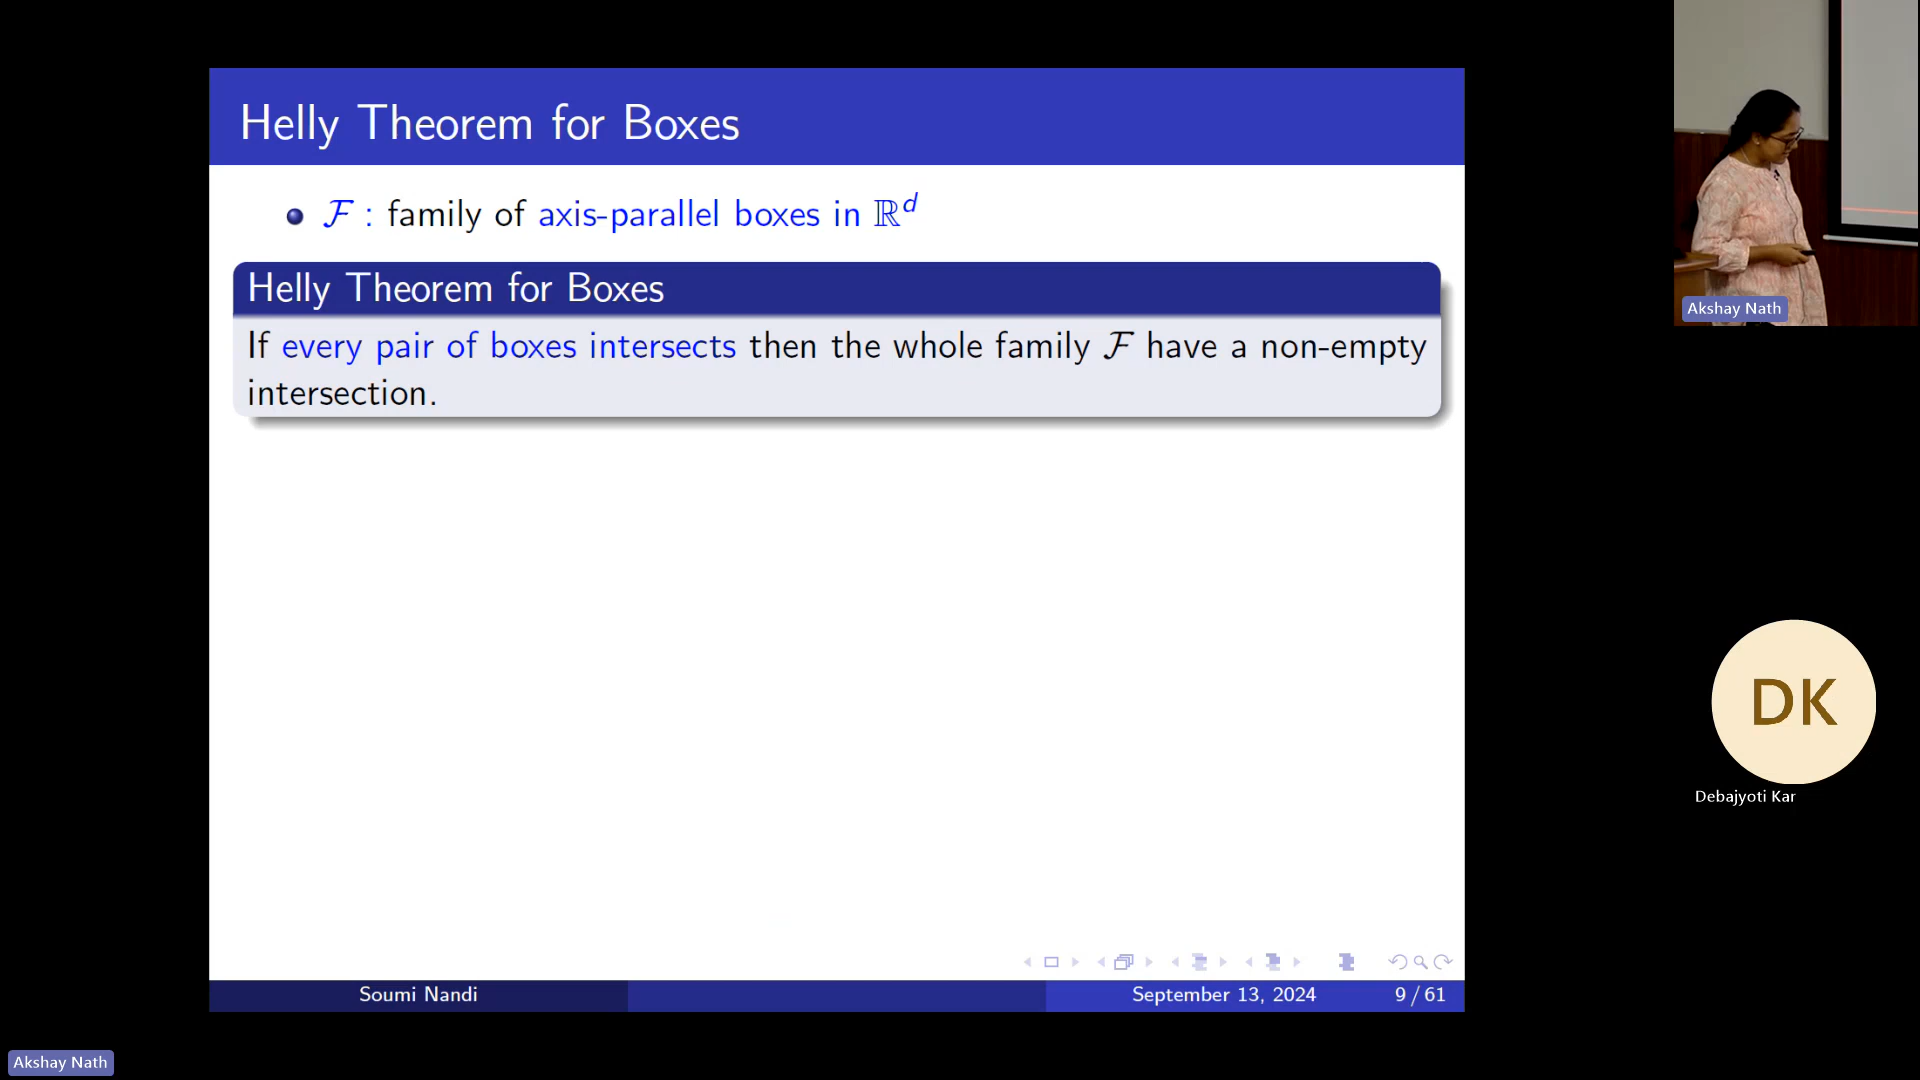 Helly Theorem for Boxes
ℱ : family of axis-parallel boxes in ℝᵈ
Helly Theorem for Boxes
If every pair of boxes intersects then the whole family ℱ have a non-empty
intersection.
Soumi Nandi
September 13, 2024
9 / 61
Akshay Nath
DK
Debajyoti Kar
Akshay Nath